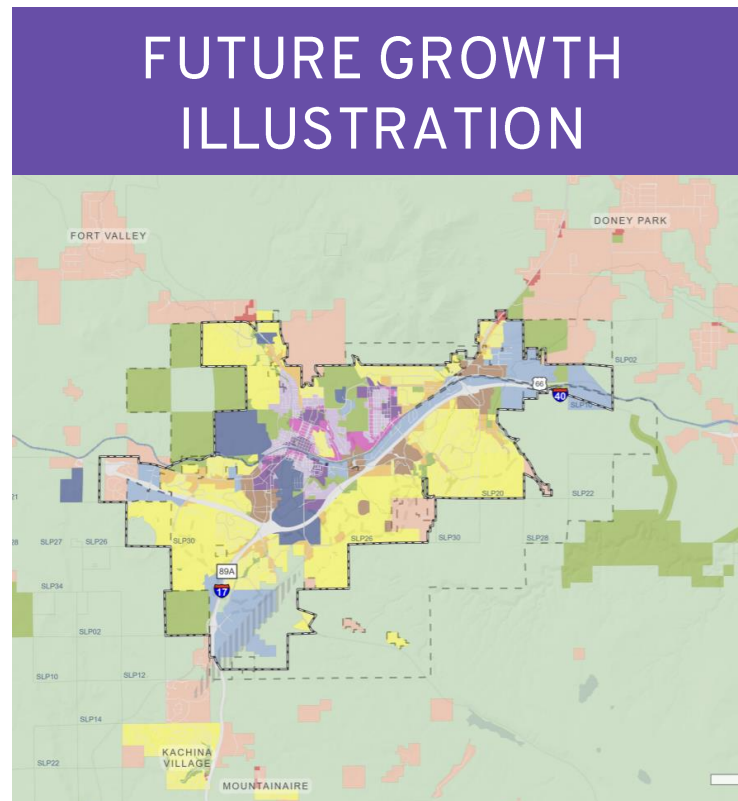 FUTURE GROWTH
ILLUSTRATION
FORT VALLEY
DONEY PARK
SLP02
66
40
SLP20
SLP22
SLP27
SLP26
SLP30
SLP26
SLP30
SLP28
89A
17
SLP34
SLP02
SLP10
SLP12
SLP14
KACHINA
VILLAGE
SLP22
MOUNTAINAIRE